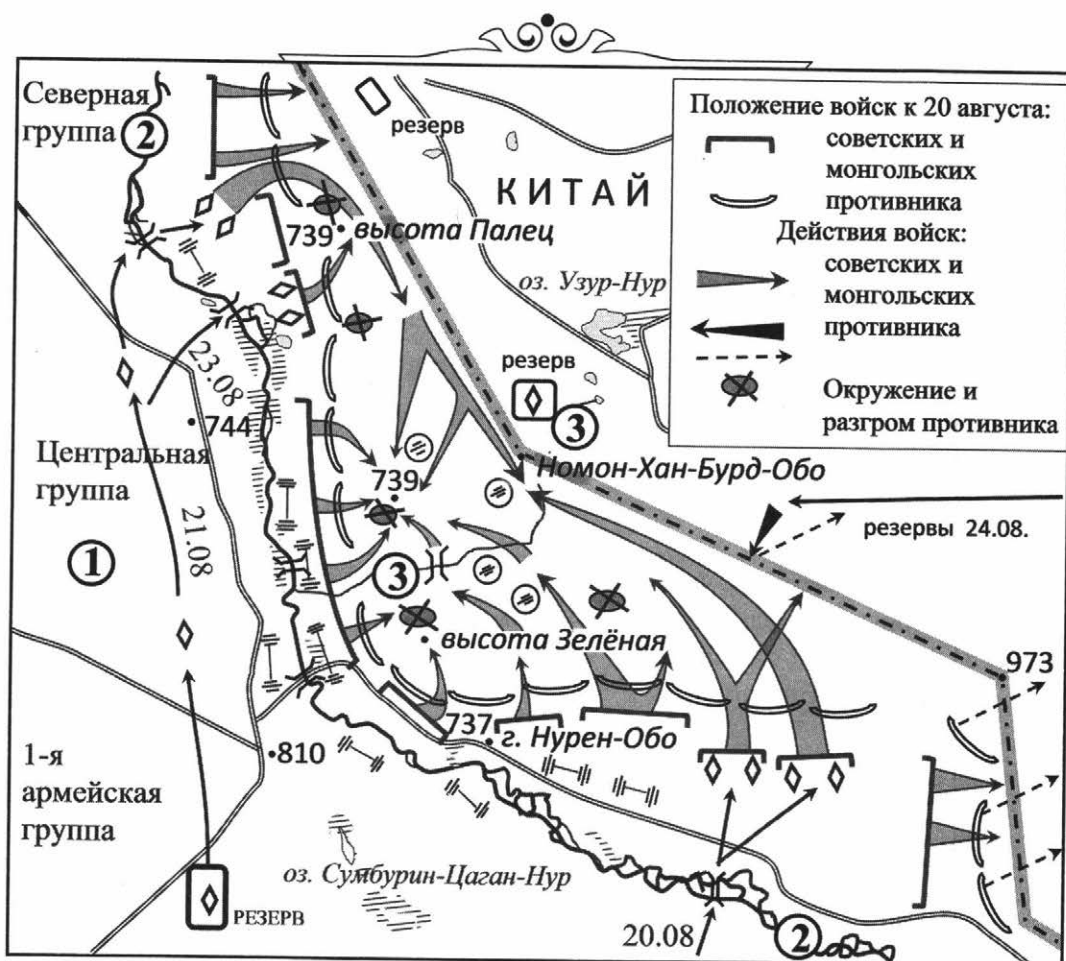 Северная
группа
2
резерв
КИТАЙ
739
высота Палец
оз. Узур-Нур
Положение войск к 20 августа:
советских и
монгольских
противника
Действия войск:
советских и
монгольских
противника
Окружение и
разгром противника
23.08
744
резерв
3
Центральная
группа
739
Номон-Хан-Бурд-Обо
резервы 24.08.
21.08
1
3
высота Зелёная
973
737
г. Нурен-Обо
810
1-я
армейская
группа
оз. Сумбурин-Цаган-Нур
РЕЗЕРВ
20.08
2